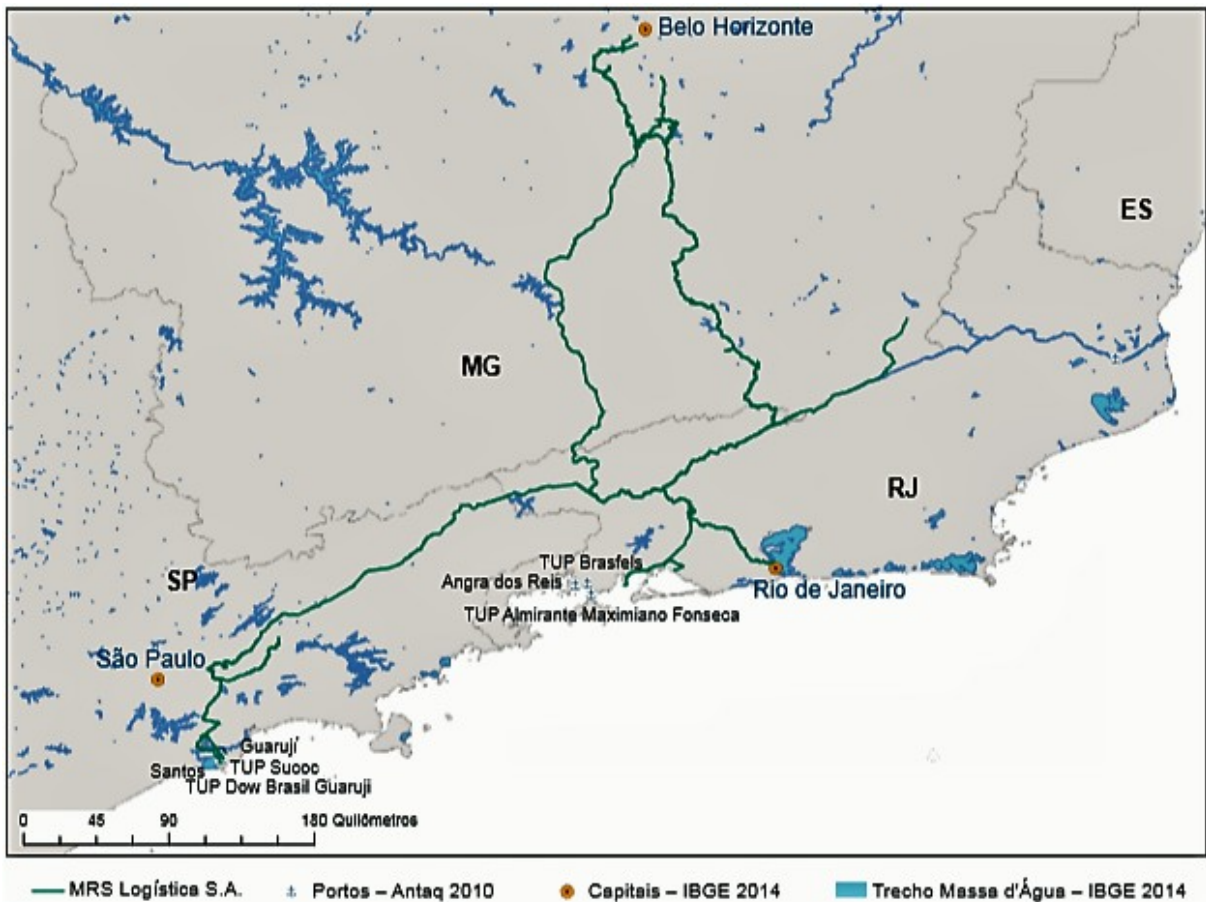 Belo Horizonte
ES
MG
RJ
TUP Brasfels
Angra dos Reis
Rio de Janeiro
TUP Almirante Maximiano Fonseca
SP
São Paulo
Guarují
Santos
TUP Suooc
TUP Dow Brasil Guaruji
0 45 90 180 Quilômetros
MRS Logística S.A. Portos – Antaq 2010 Capitais – IBGE 2014 Trecho Massa d'Água – IBGE 2014